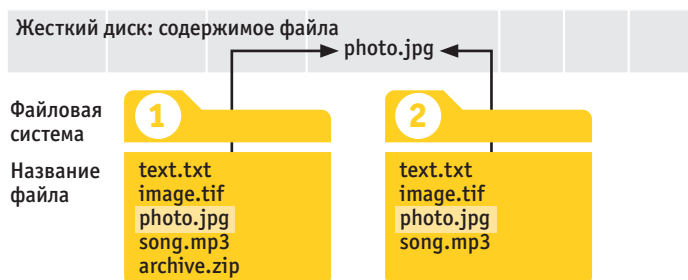 Жесткий диск: содержимое файла
photo.jpg
Файловая
система
1
2
Название
файла
text.txt
image.tif
photo.jpg
song.mp3
archive.zip
text.txt
image.tif
photo.jpg
song.mp3